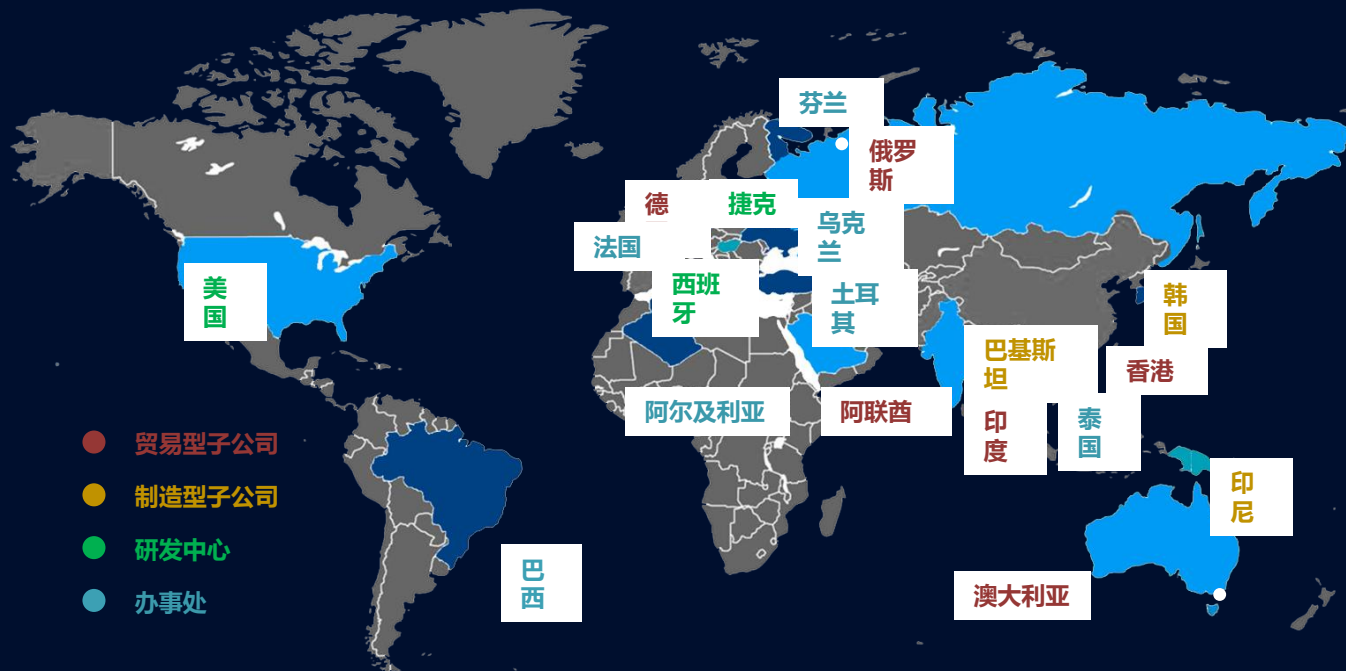 芬兰
俄罗
斯
德
捷克
乌克
兰
法国
西班
牙
土耳
其
美
国
韩
国
巴基斯
坦
香港
阿尔及利亚
阿联酋
印
度
泰
国
印
尼
澳大利亚
巴
西
贸易型子公司
制造型子公司
研发中心
办事处